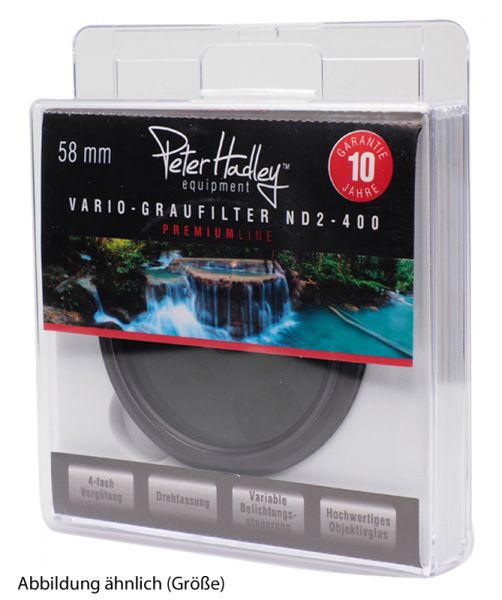 58 mm
Peter Hadley™
equipment
GARANTIE
10
JAHRE
VARIO-GRAUFILTER ND2-400
PREMIUMLINE
4-fach
Vergütung
Drehfassung
Variable
Belichtungs-
steuerung
Hochwertiges
Objektivglas
Abbildung ähnlich (Größe)